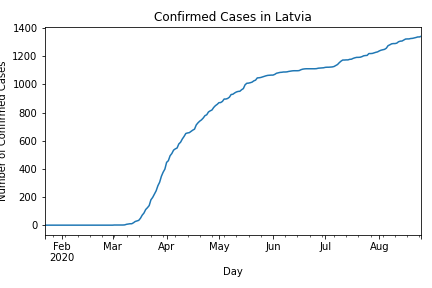 Confirmed Cases in Latvia
1400
1200
1000
800
600
400
200
0
Number of Confirmed Cases
Feb Mar Apr May Jun Jul Aug
2020
Day